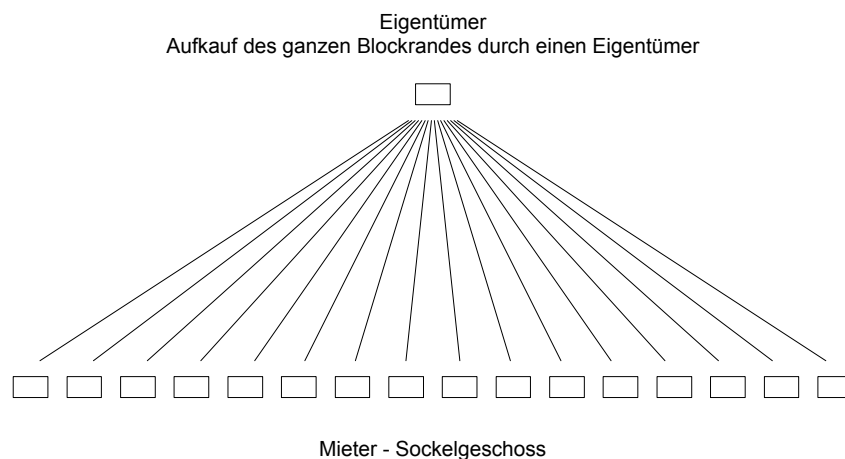 Eigentümer
Aufkauf des ganzen Blockrandes durch einen Eigentümer
Mieter - Sockelgeschoss